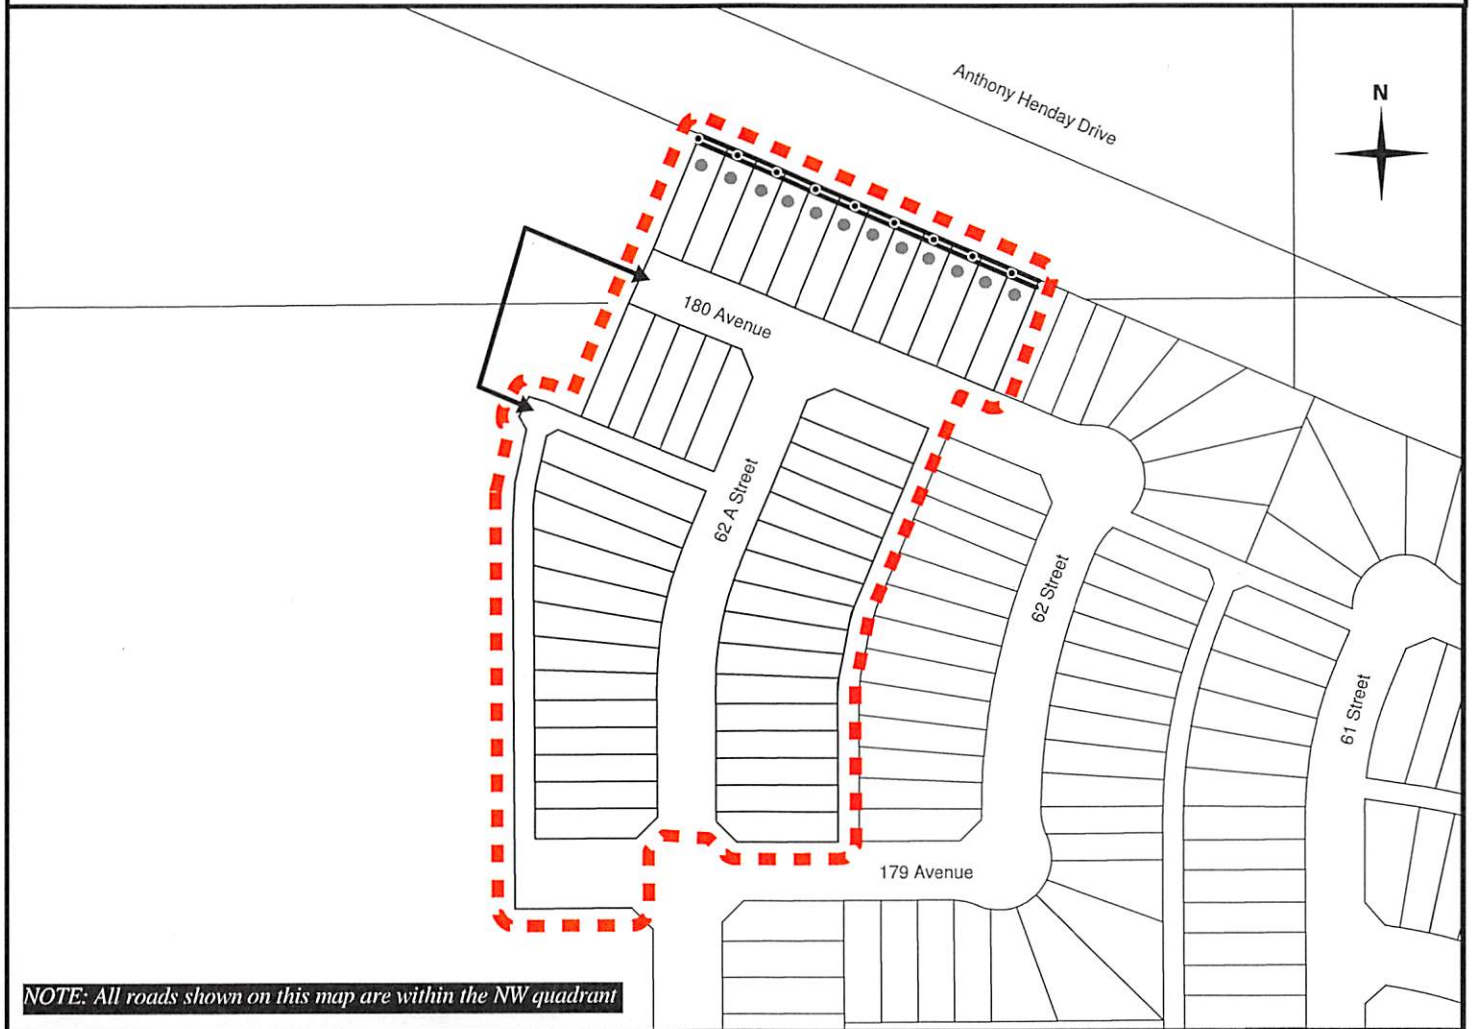 Anthony Henday Drive
N
180 Avenue
62 A Street
62 Street
61 Street
179 Avenue
NOTE: All roads shown on this map are within the NW quadrant